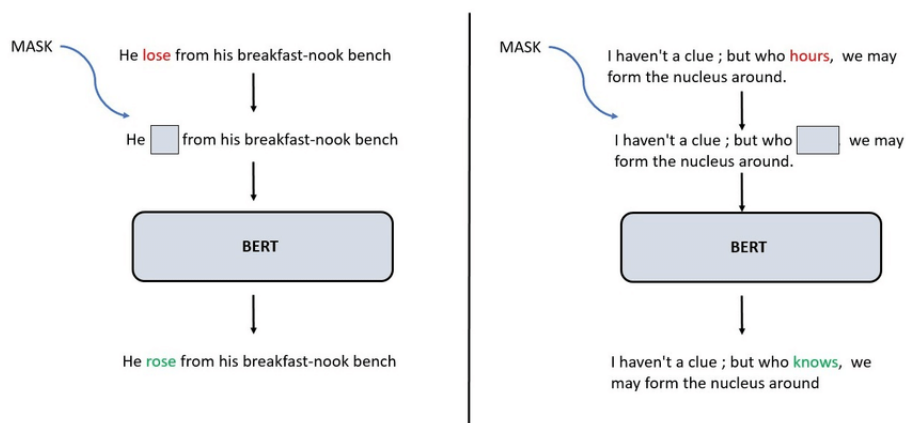 MASK
He lose from his breakfast-nook bench
He from his breakfast-nook bench
BERT
He rose from his breakfast-nook bench
MASK
I haven't a clue ; but who hours, we may
form the nucleus around.
I haven't a clue ; but who we may
form the nucleus around.
BERT
I haven't a clue ; but who knows, we
may form the nucleus around